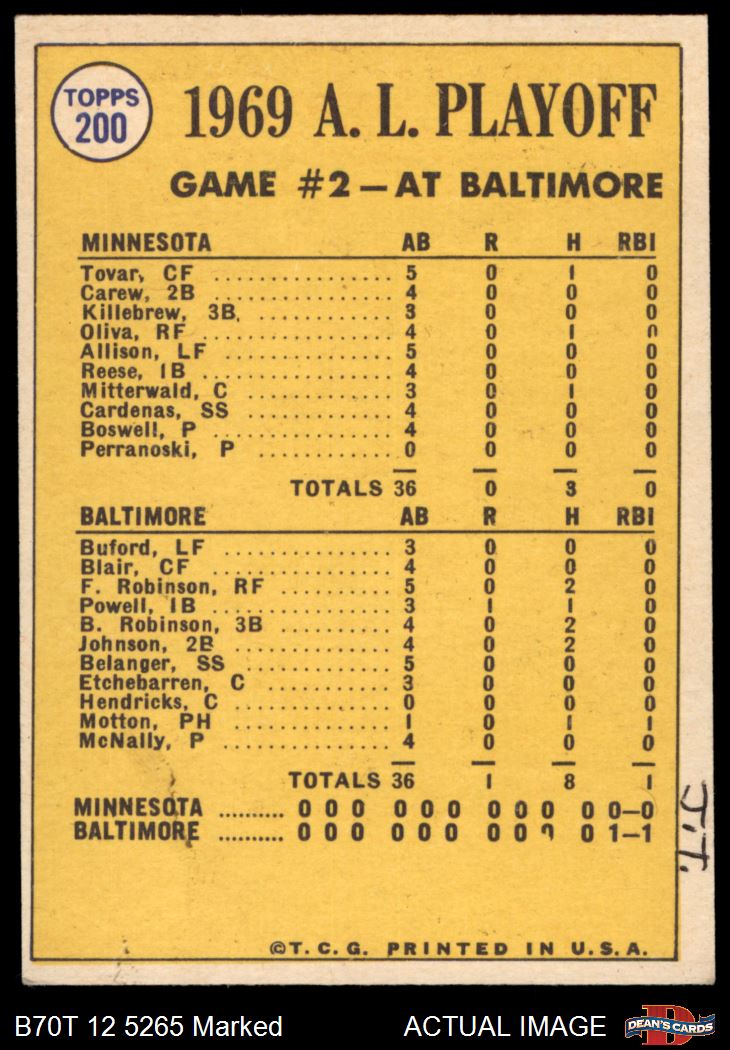 TOPPS
200
1969 A. L. PLAYOFF
GAME #2 — AT BALTIMORE
MINNESOTA AB R H RBI
Tovar, CF ................. 5 0 1 0
Carew, 2B ................. 4 0 0 0
Killebrew, 3B, ............. 3 0 0 0
Oliva, RF .................. 4 0 1 0
Allison, LF ................ 5 0 0 0
Reese, 1B .................. 4 0 0 0
Mitterwald, C .............. 3 0 1 0
Cardenas, SS .............. 4 0 0 0
Boswell, P ................. 4 0 0 0
Perranoski, P ............. 0 0 0 0
TOTALS 36 0 3 0
BALTIMORE AB R H RBI
Buford, LF ................ 3 0 0 0
Blair, CF .................. 4 0 0 0
F. Robinson, RF ........... 5 0 2 0
Powell, 1B ................. 3 1 1 0
B. Robinson, 3B ........... 4 0 2 0
Johnson, 2B ............... 4 0 2 0
Belanger, SS .............. 5 0 0 0
Etchebarren, C ............ 3 0 0 0
Hendricks, C .............. 0 0 0 0
Motton, PH ................ 1 0 1 1
McNally, P ................ 4 0 0 0
TOTALS 36 1 8 1
MINNESOTA .......... 0 0 0 0 0 0 0 0 0 0 0—0
BALTIMORE .......... 0 0 0 0 0 0 0 0 0 0 1—1
©T.C.G. PRINTED IN U.S.A.
B70T 12 5265 Marked
ACTUAL IMAGE
DEAN'S CARDS